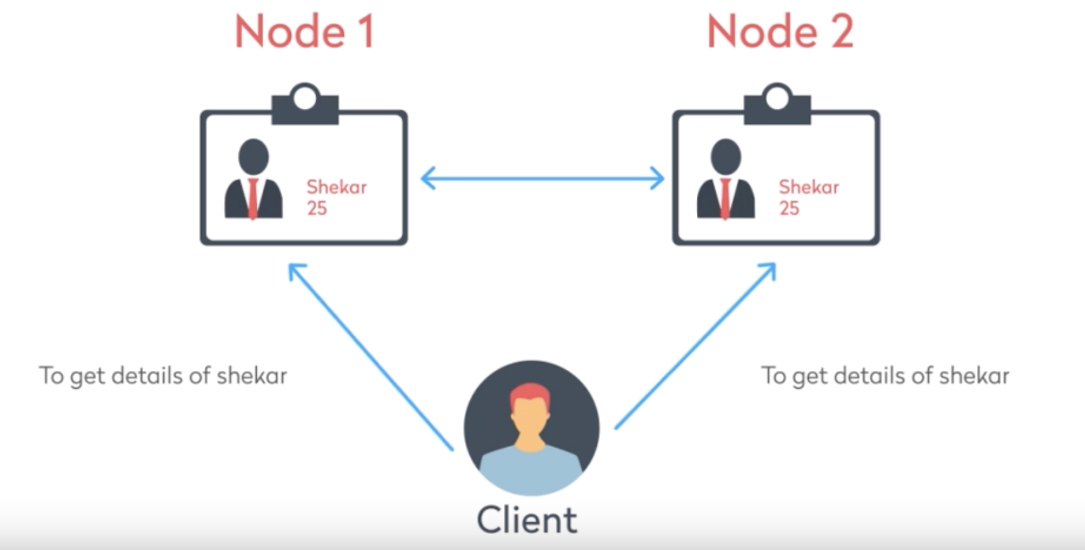 Node 1
Node 2
Shekar
25
Shekar
25
To get details of shekar
To get details of shekar
Client